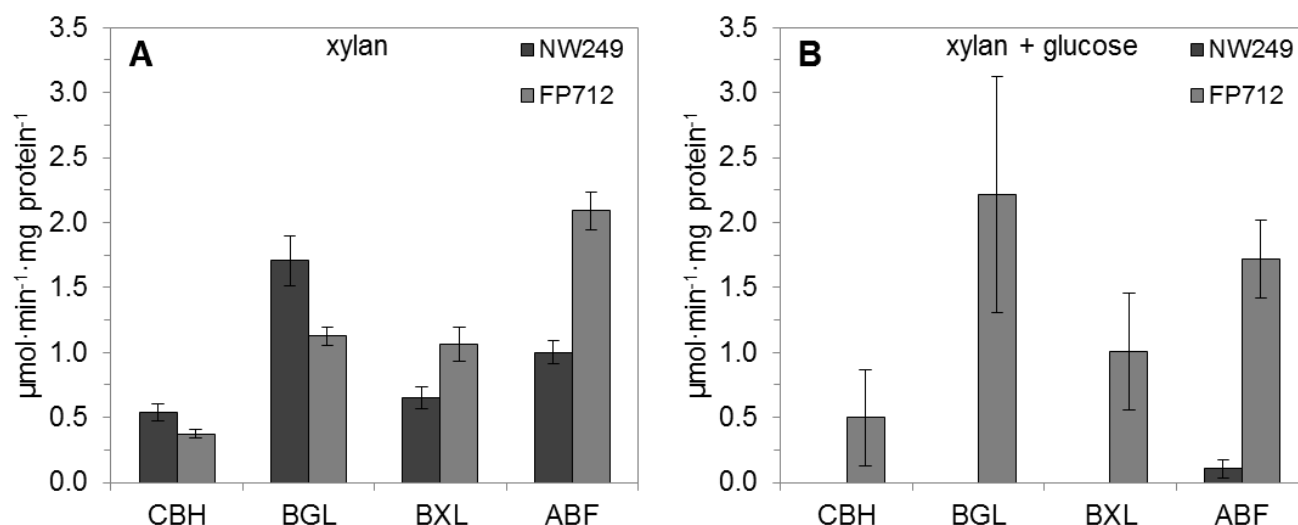 A
xylan
NW249
FP712
3.5
3.0
2.5
2.0
1.5
1.0
0.5
0.0
µmol·min⁻¹·mg protein⁻¹
CBH BGL BXL ABF
B
xylan + glucose
NW249
FP712
3.5
3.0
2.5
2.0
1.5
1.0
0.5
0.0
µmol·min⁻¹·mg protein⁻¹
CBH BGL BXL ABF